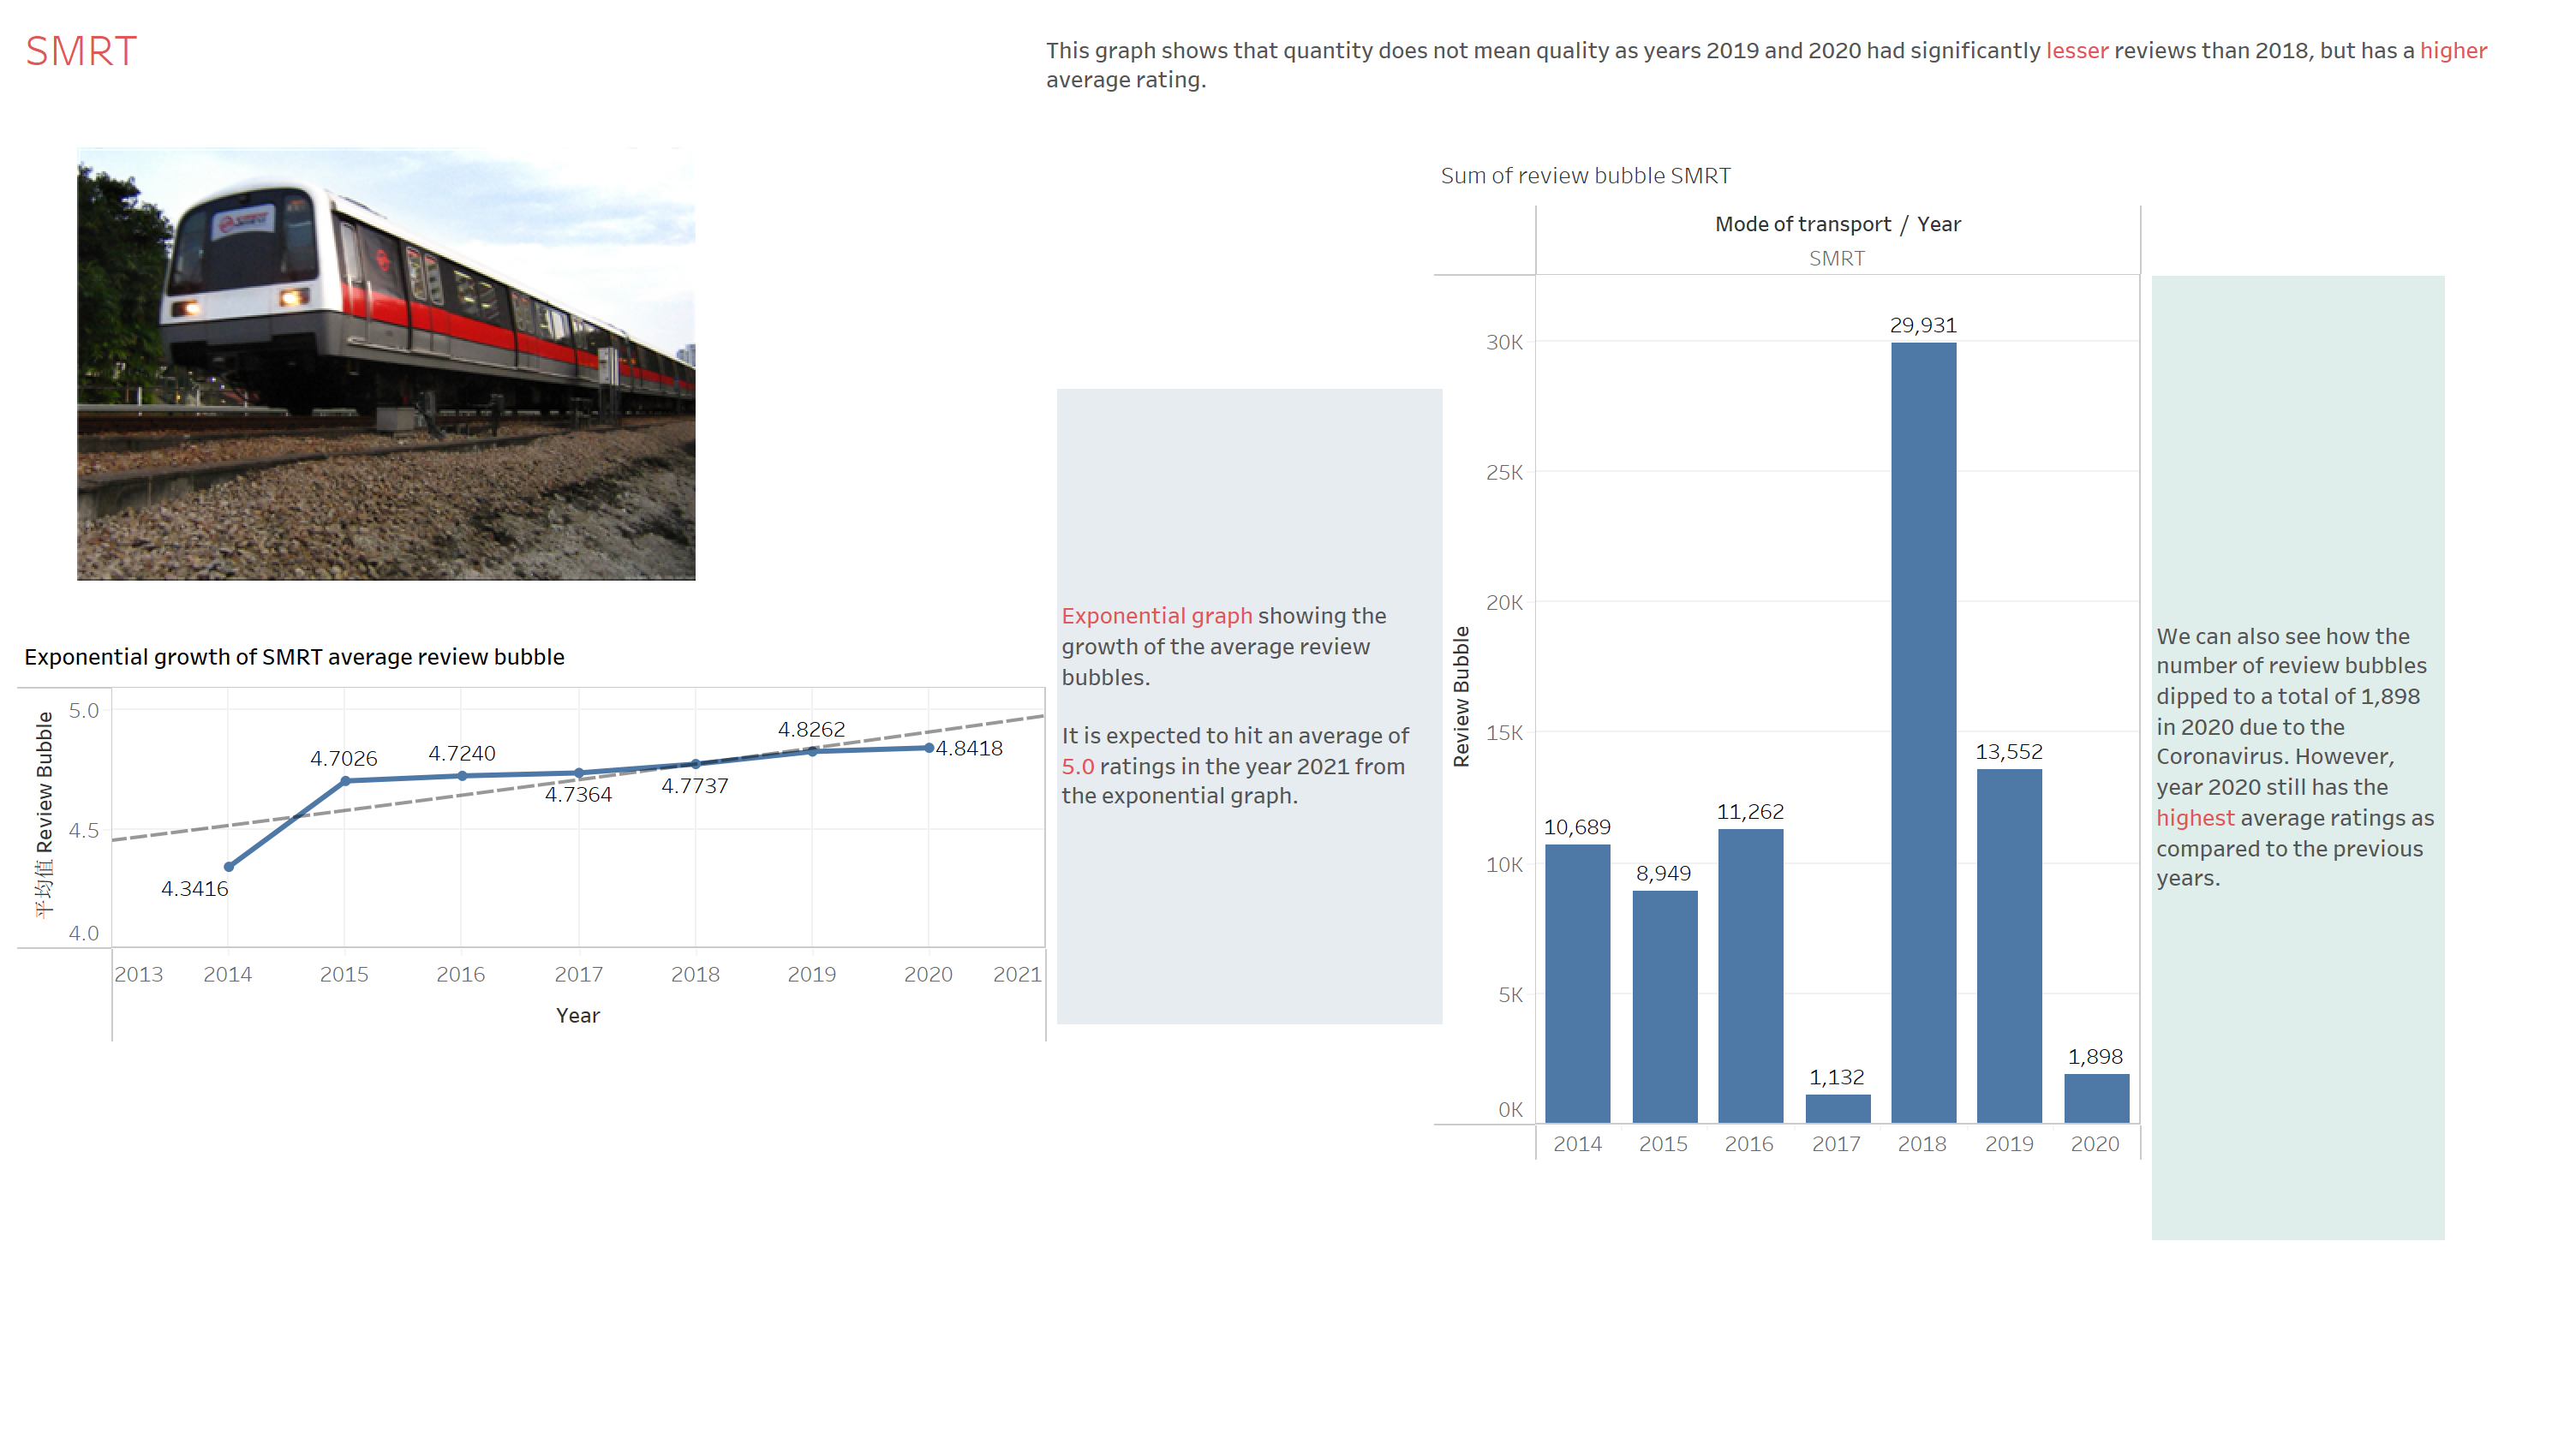 SMRT
This graph shows that quantity does not mean quality as years 2019 and 2020 had significantly lesser reviews than 2018, but has a higher
average rating.
Exponential growth of SMRT average review bubble
平均值 Review Bubble
5.0
4.5
4.0
4.3416
4.7026
4.7240
4.7364
4.7737
4.8262
4.8418
2013 2014 2015 2016 2017 2018 2019 2020 2021
Year
Exponential graph showing the
growth of the average review
bubbles.
It is expected to hit an average of
5.0 ratings in the year 2021 from
the exponential graph.
Sum of review bubble SMRT
Mode of transport / Year
SMRT
Review Bubble
30K
25K
20K
15K
10K
5K
0K
10,689
8,949
11,262
1,132
29,931
13,552
1,898
2014 2015 2016 2017 2018 2019 2020
We can also see how the
number of review bubbles
dipped to a total of 1,898
in 2020 due to the
Coronavirus. However,
year 2020 still has the
highest average ratings as
compared to the previous
years.